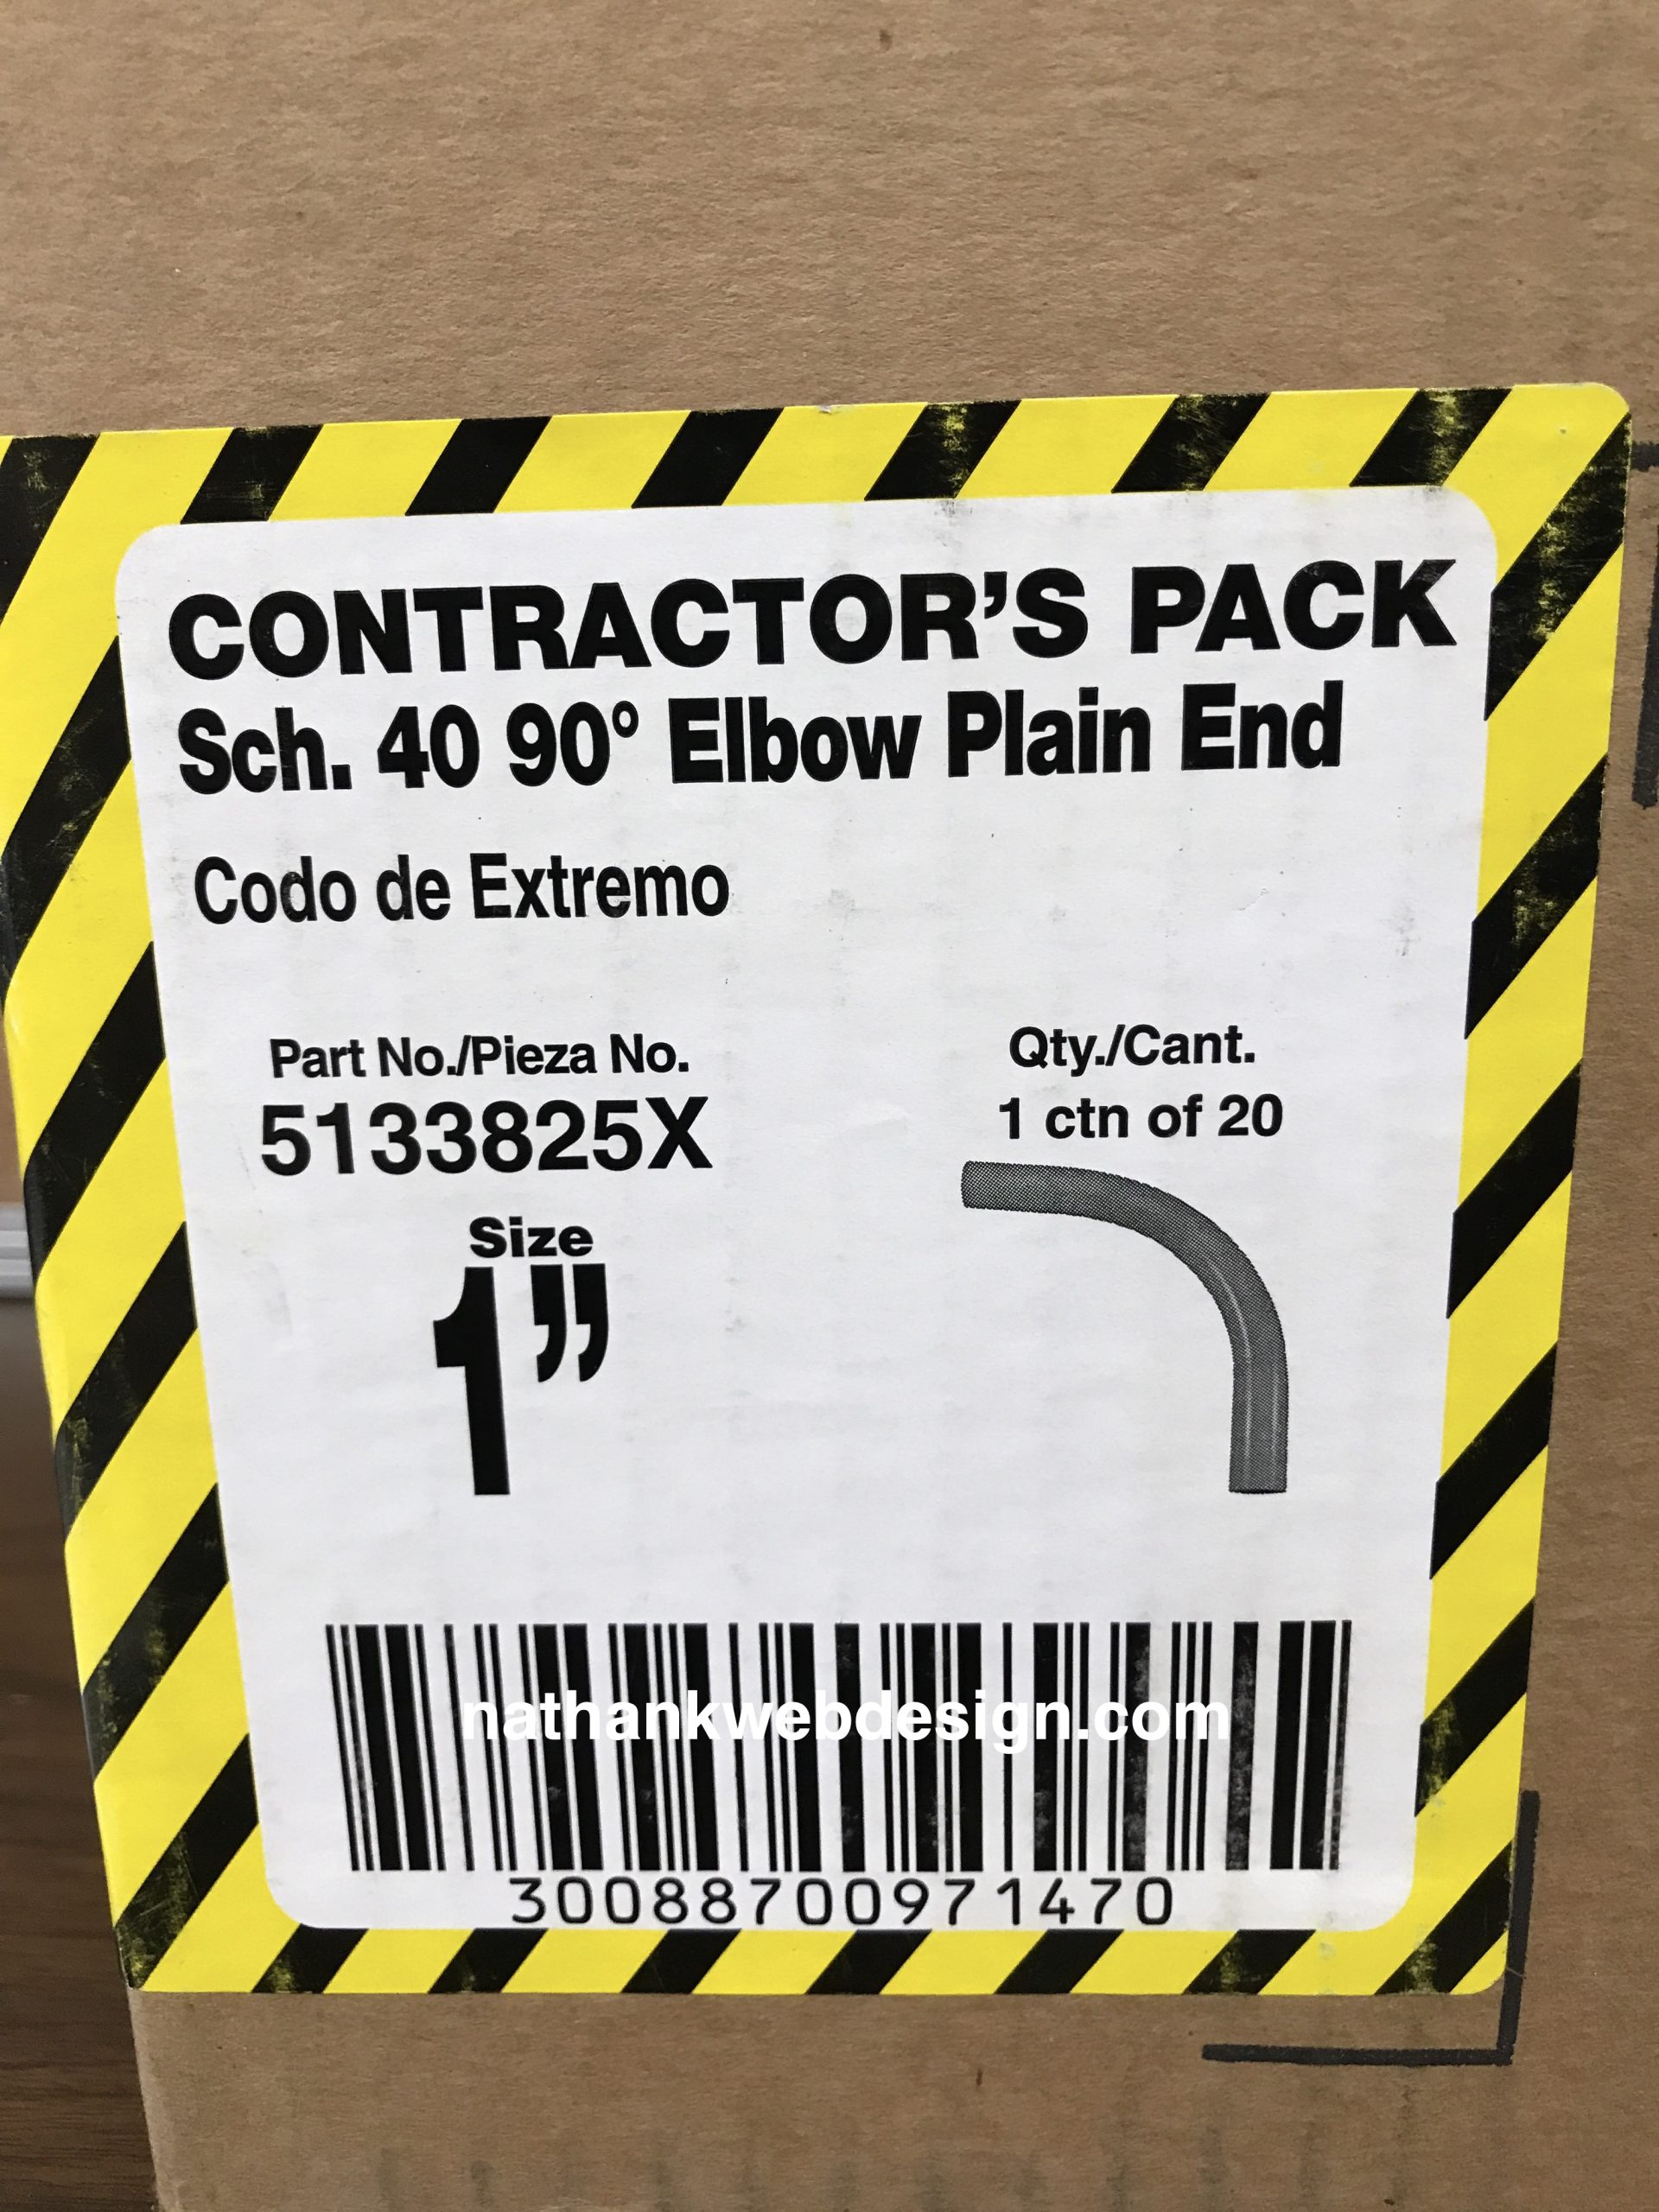 CONTRACTOR'S PACK
Sch. 40 90° Elbow Plain End
Codo de Extremo
Part No./Pieza No.
5133825X
Qty./Cant.
1 ctn of 20
Size
1”
nathankwebdesign.com
30088700971470